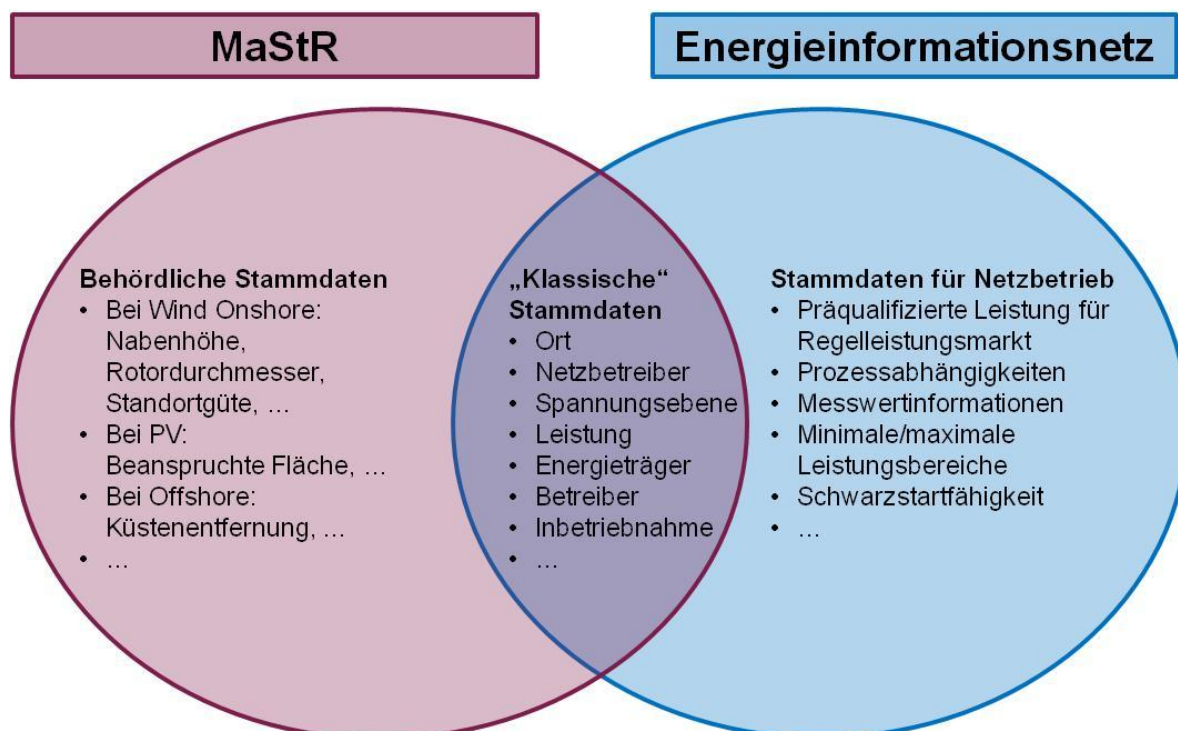 MaStR
Energieinformationsnetz
Behördliche Stammdaten
• Bei Wind Onshore:
Nabenhöhe,
Rotordurchmesser,
Standortgüte, …
• Bei PV:
Beanspruchte Fläche, …
• Bei Offshore:
Küstenentfernung, …
• …
„Klassische“
Stammdaten
• Ort
• Netzbetreiber
• Spannungsebene
• Leistung
• Energieträger
• Betreiber
• Inbetriebnahme
• …
Stammdaten für Netzbetrieb
• Präqualifizierte Leistung für
Regelleistungsmarkt
• Prozessabhängigkeiten
• Messwertinformationen
• Minimale/maximale
Leistungsbereiche
• Schwarzstartfähigkeit
• …